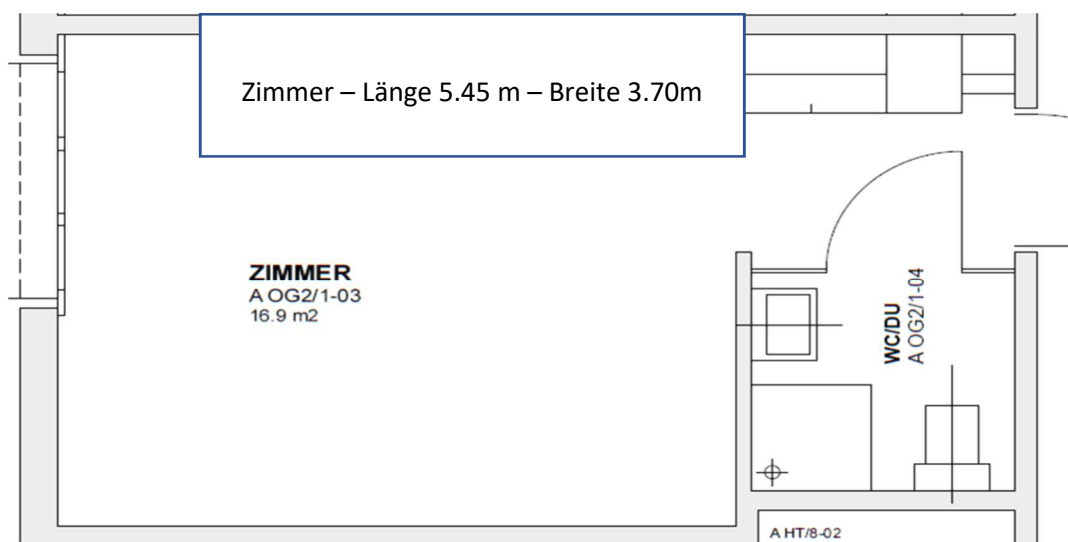 Zimmer – Länge 5.45 m – Breite 3.70m
ZIMMER
A OG2/1-03
16.9 m2
WC/DU
A OG2/1-04
A HT/8-02